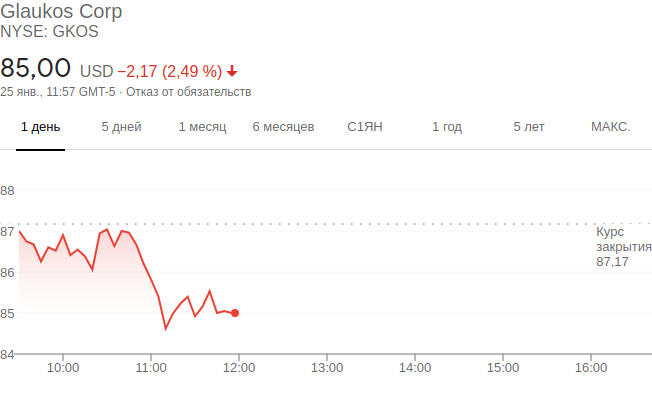 Glaukos Corp
NYSE: GKOS
85,00 USD −2,17 (2,49 %)
25 янв., 11:57 GMT-5 · Отказ от обязательств
1 день 5 дней 1 месяц 6 месяцев С1ЯН 1 год 5 лет МАКС.
88
87
Курс
закрытия
87,17
86
85
84
10:00 11:00 12:00 13:00 14:00 15:00 16:00